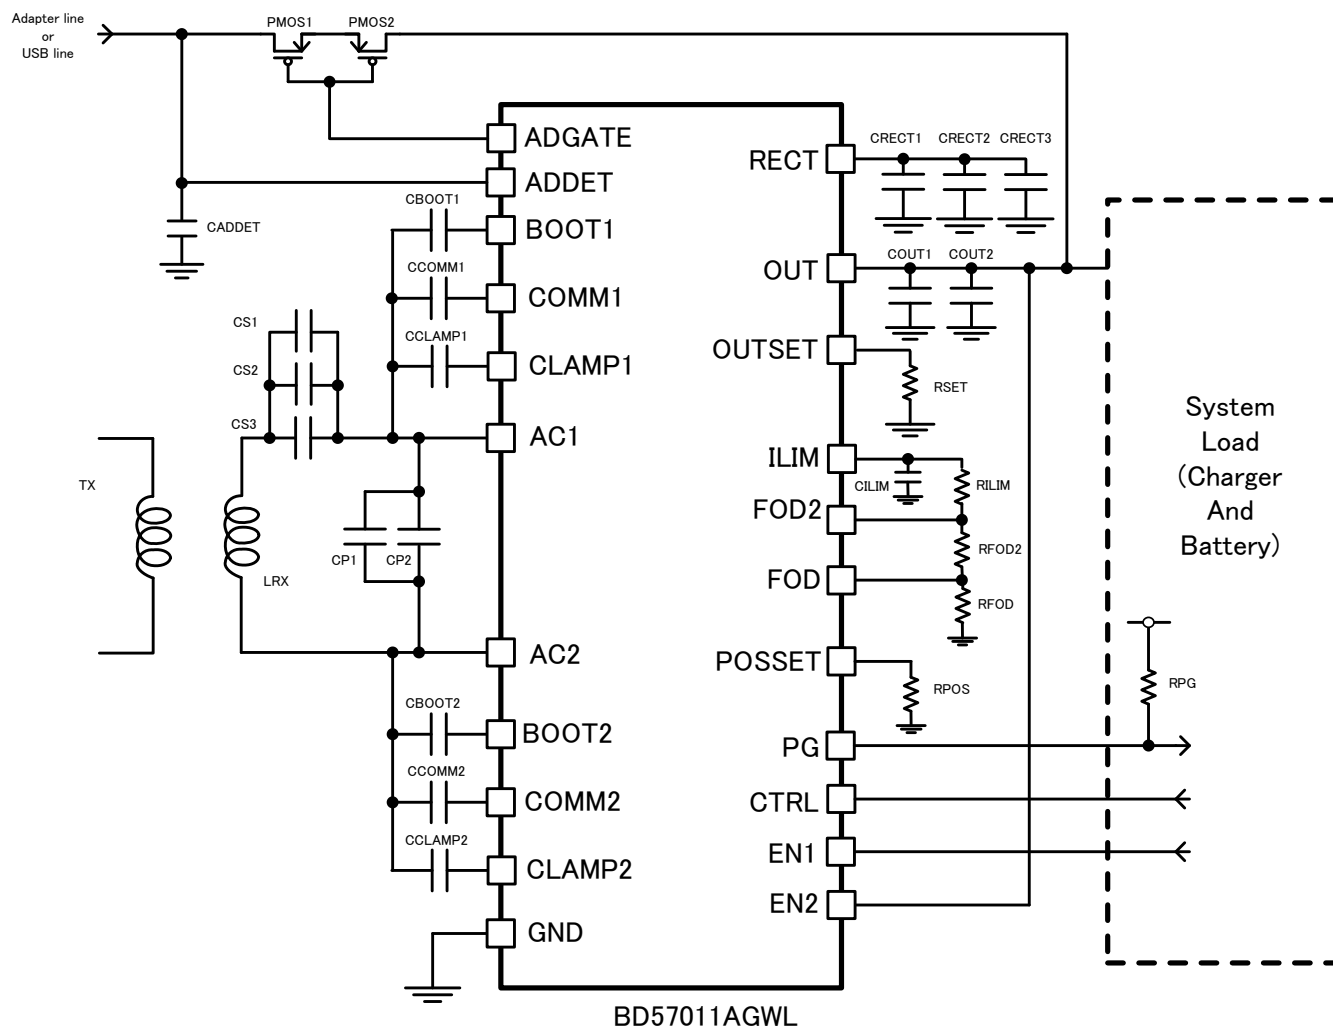 Adapter line
or
USB line
PMOS1
PMOS2
ADGATE
ADDET
BOOT1
COMM1
CLAMP1
AC1
AC2
BOOT2
COMM2
CLAMP2
GND
RECT
OUT
OUTSET
ILIM
FOD2
FOD
POSSET
PG
CTRL
EN1
EN2
CADDET
CBOOT1
CCOMM1
CCLAMP1
CS1
CS2
CS3
TX
LRX
CP1
CP2
CBOOT2
CCOMM2
CCLAMP2
CRECT1
CRECT2
CRECT3
COUT1
COUT2
RSET
CILIM
RILIM
RFOD2
RFOD
RPOS
RPG
System
Load
(Charger
And
Battery)
BD57011AGWL